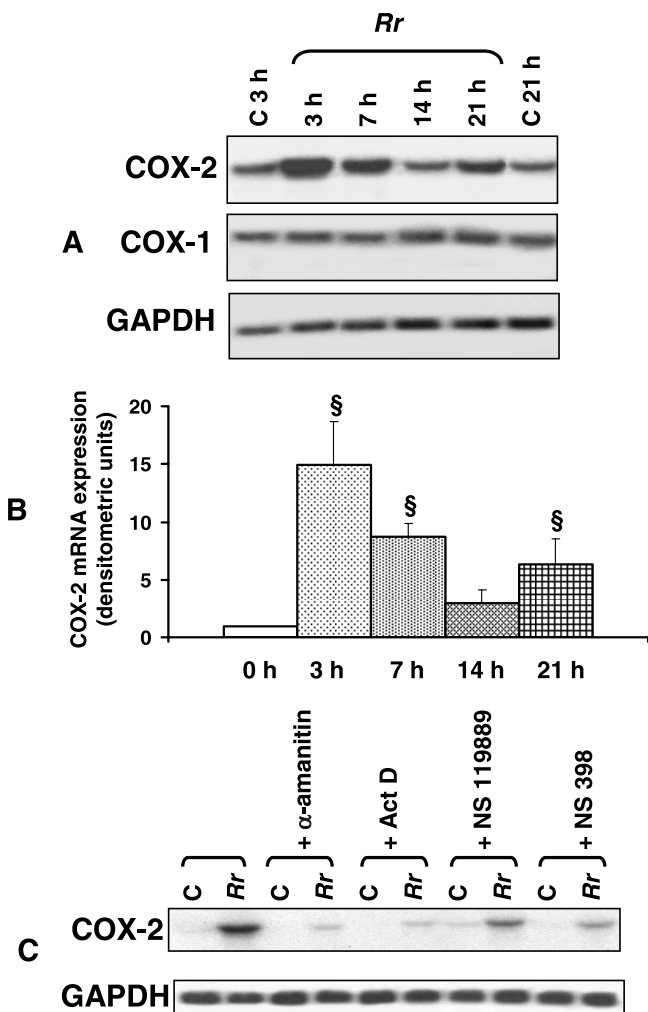 Rr
C 3 h 3 h 7 h 14 h 21 h C 21 h
COX-2
A COX-1
GAPDH
B
COX-2 mRNA expression
(densitometric units)
20
15
10
5
0
§ § §
0 h 3 h 7 h 14 h 21 h
+ α-amanitin + Act D + NS 119889 + NS 398
C Rr C Rr C Rr C Rr C Rr
COX-2
C
GAPDH